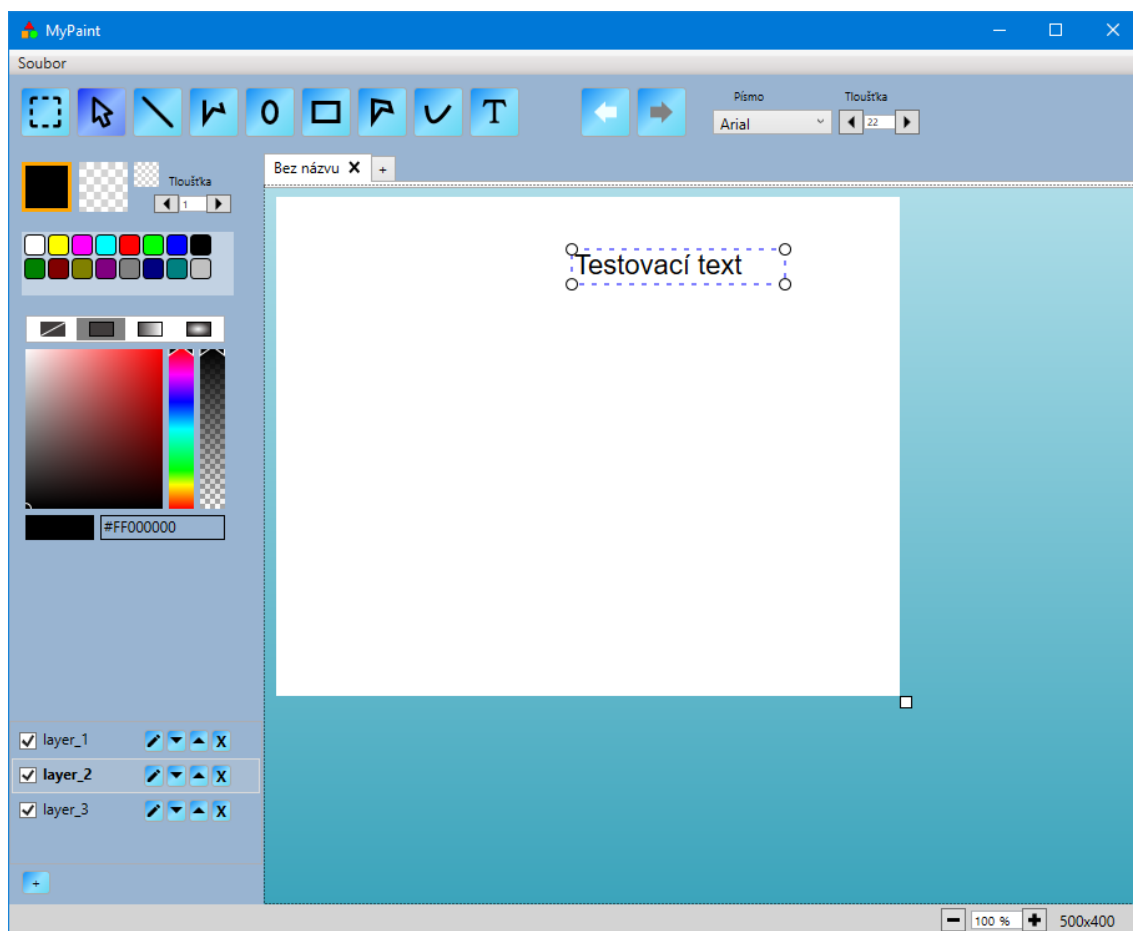 MyPaint
Soubor
T
Písmo
Tloušťka
Arial
22
Tloušťka
1
Bez názvu X +
Testovací text
#FF000000
layer_1 X
layer_2 X
layer_3 X
+
100 % 500x400